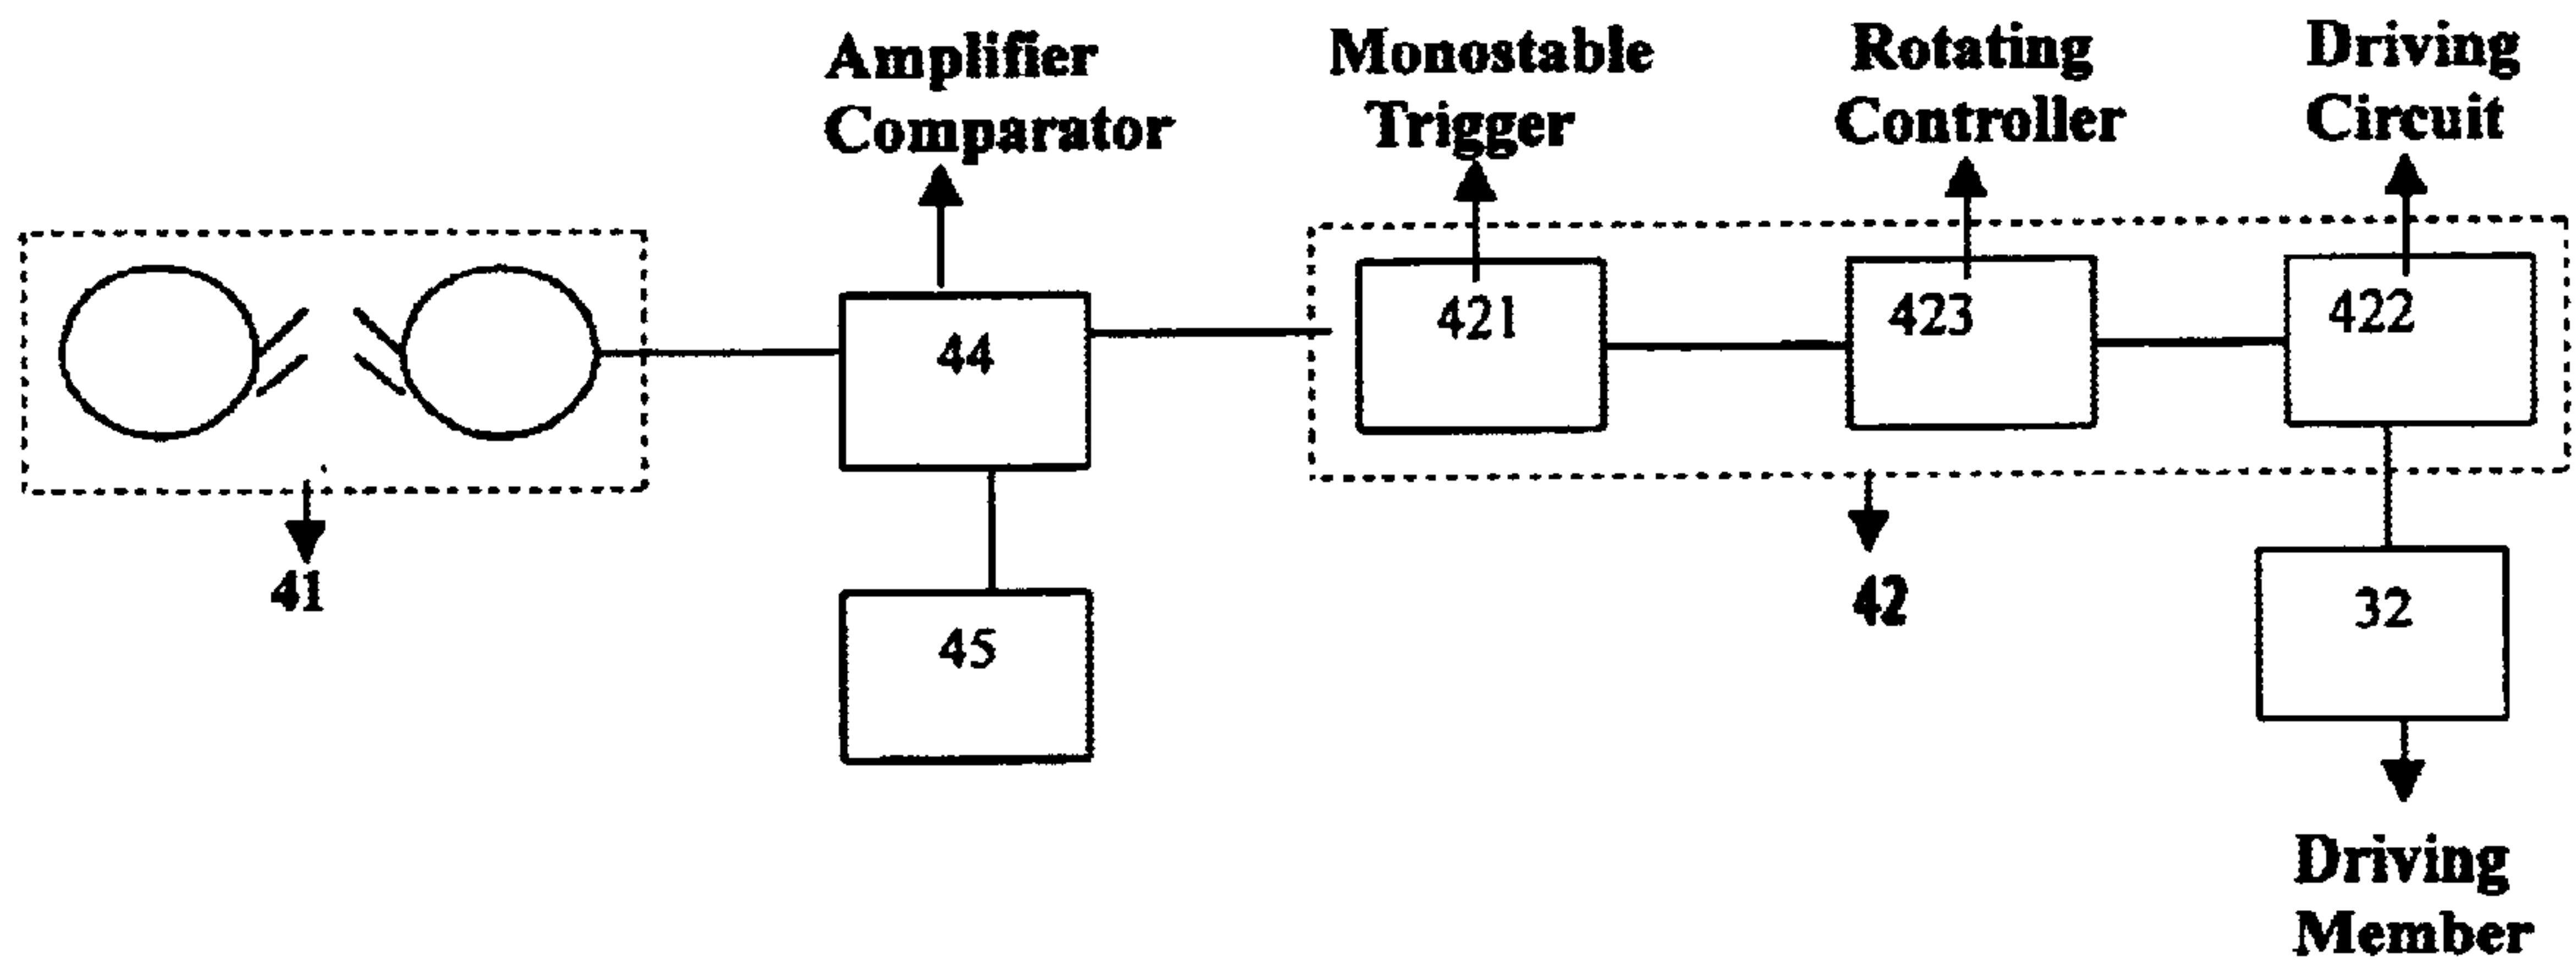 Amplifier
Comparator
Monostable
Trigger
Rotating
Controller
Driving
Circuit
44
421
423
422
41
45
42
32
Driving
Member